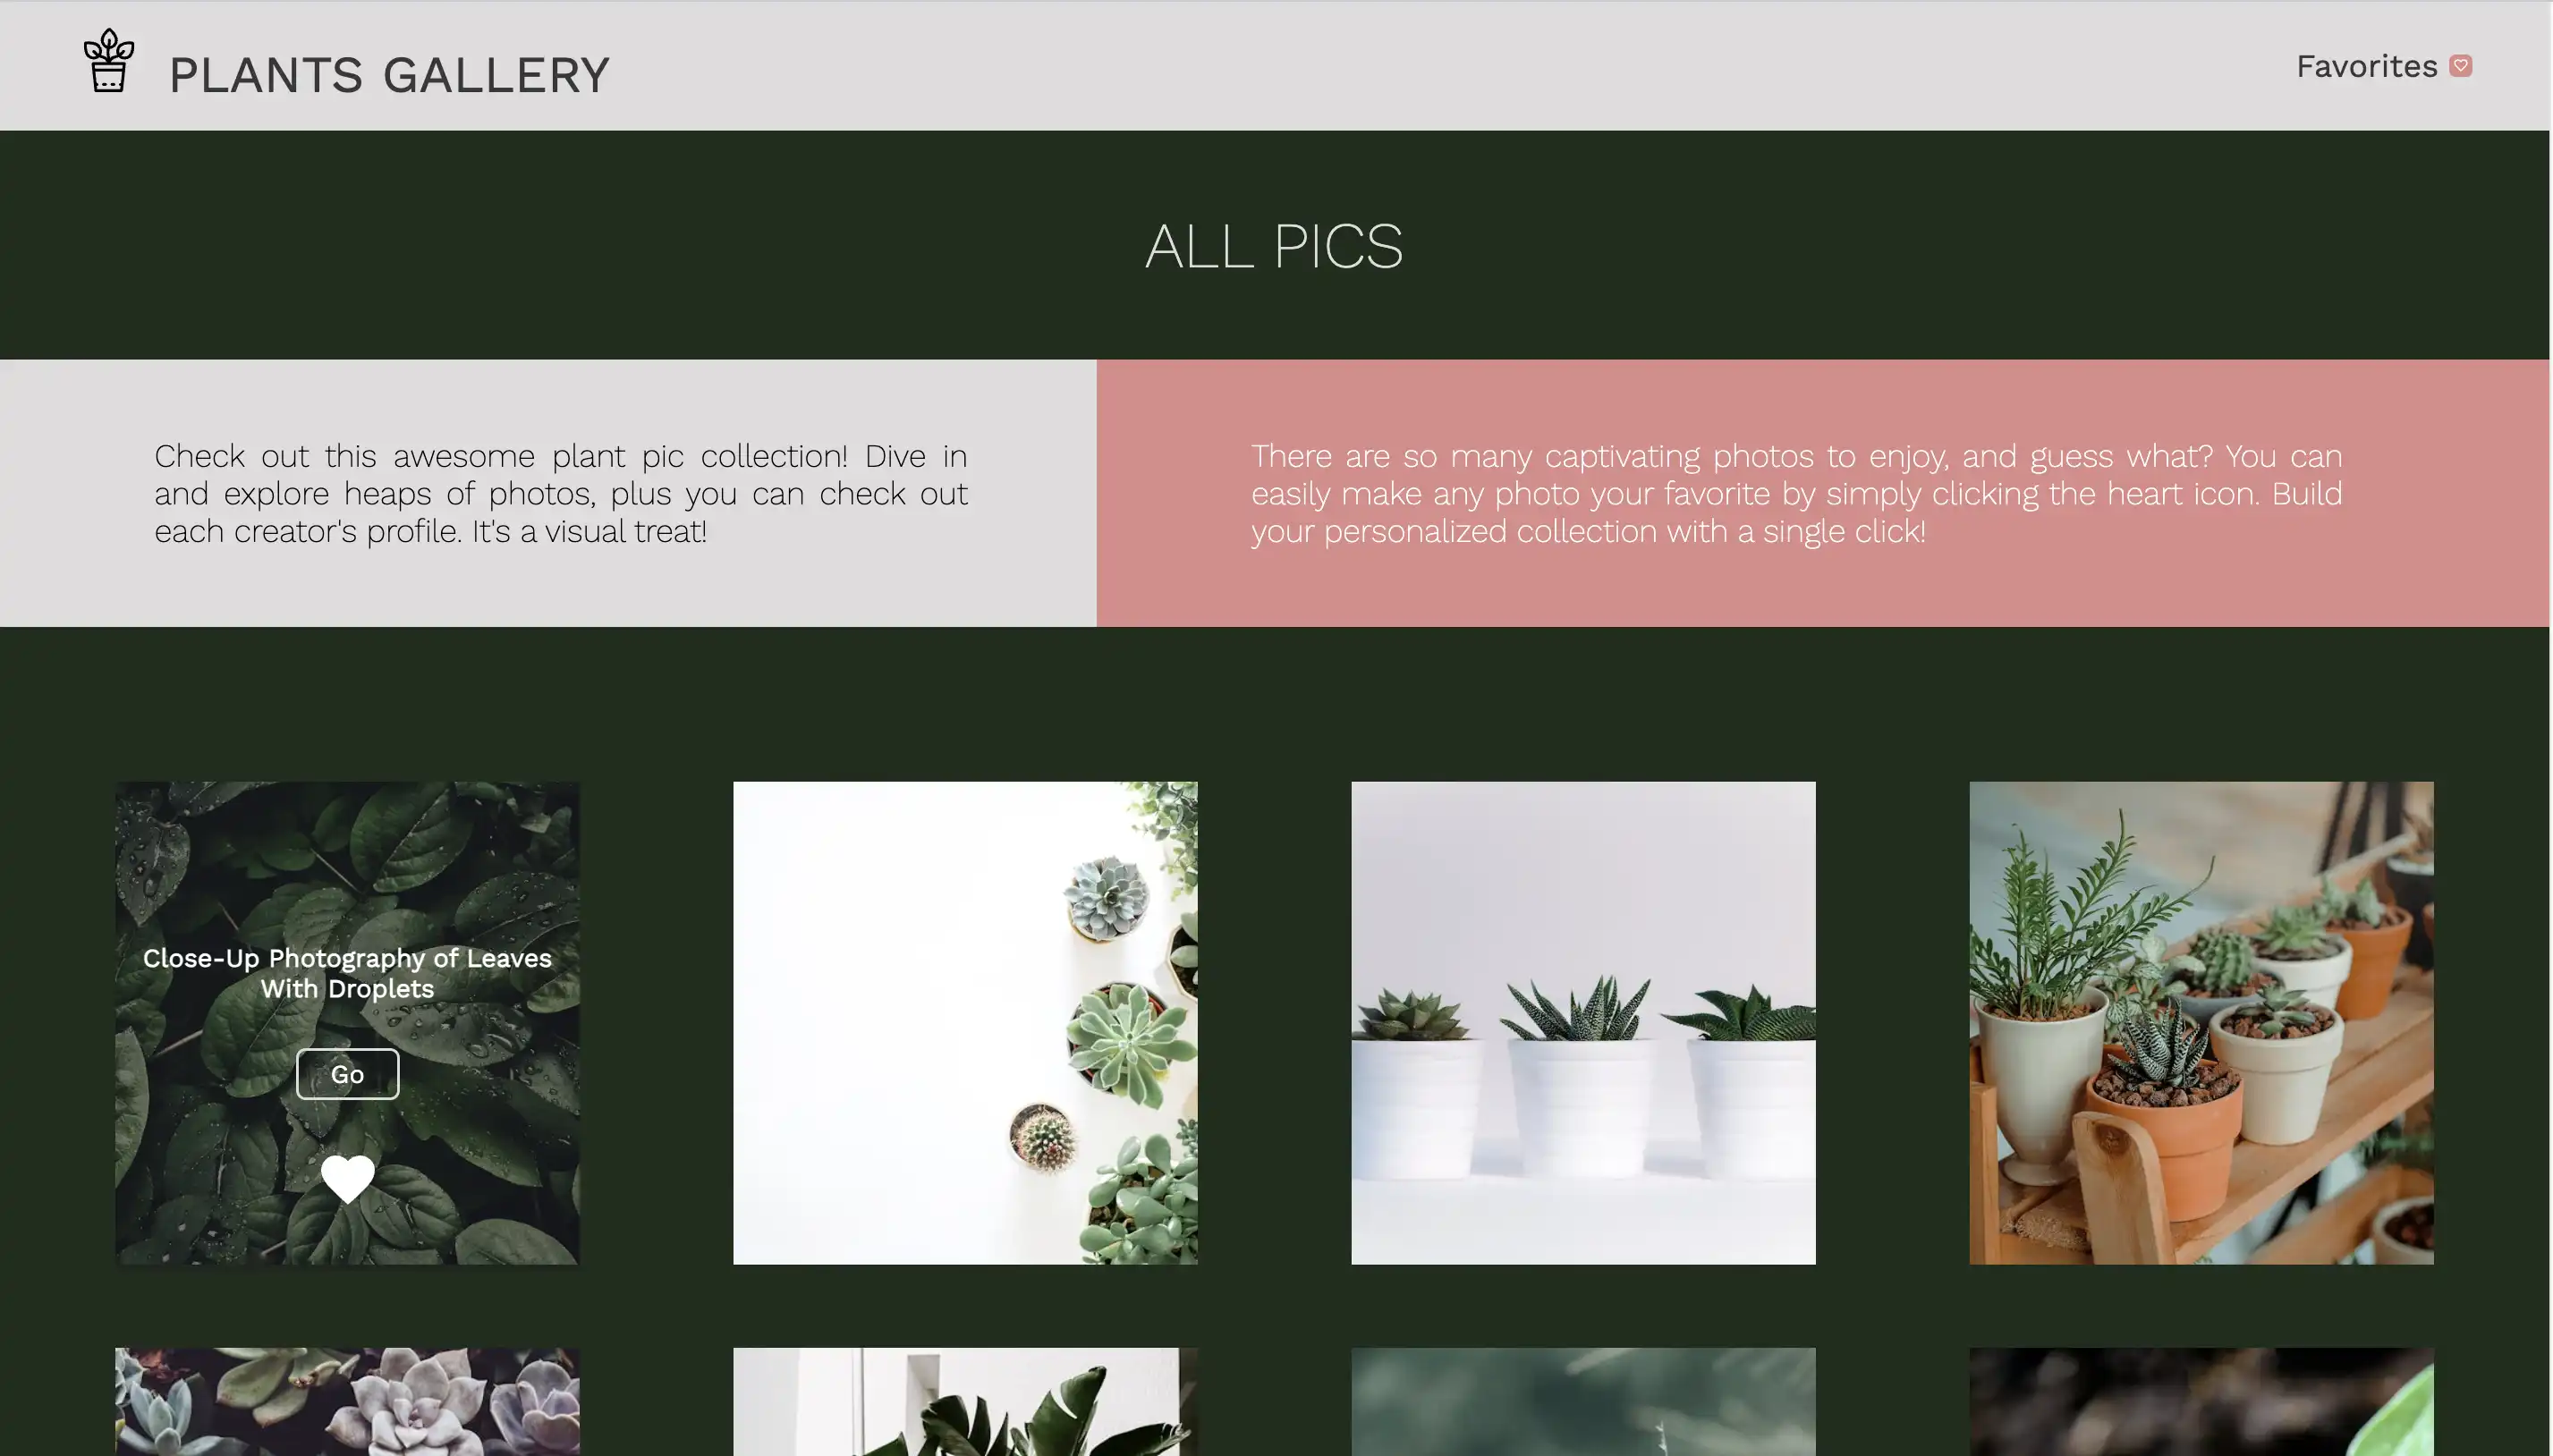 PLANTS GALLERY
Favorites
ALL PICS
Check out this awesome plant pic collection! Dive in
and explore heaps of photos, plus you can check out
each creator's profile. It's a visual treat!
There are so many captivating photos to enjoy, and guess what? You can
easily make any photo your favorite by simply clicking the heart icon. Build
your personalized collection with a single click!
Close-Up Photography of Leaves
With Droplets
Go